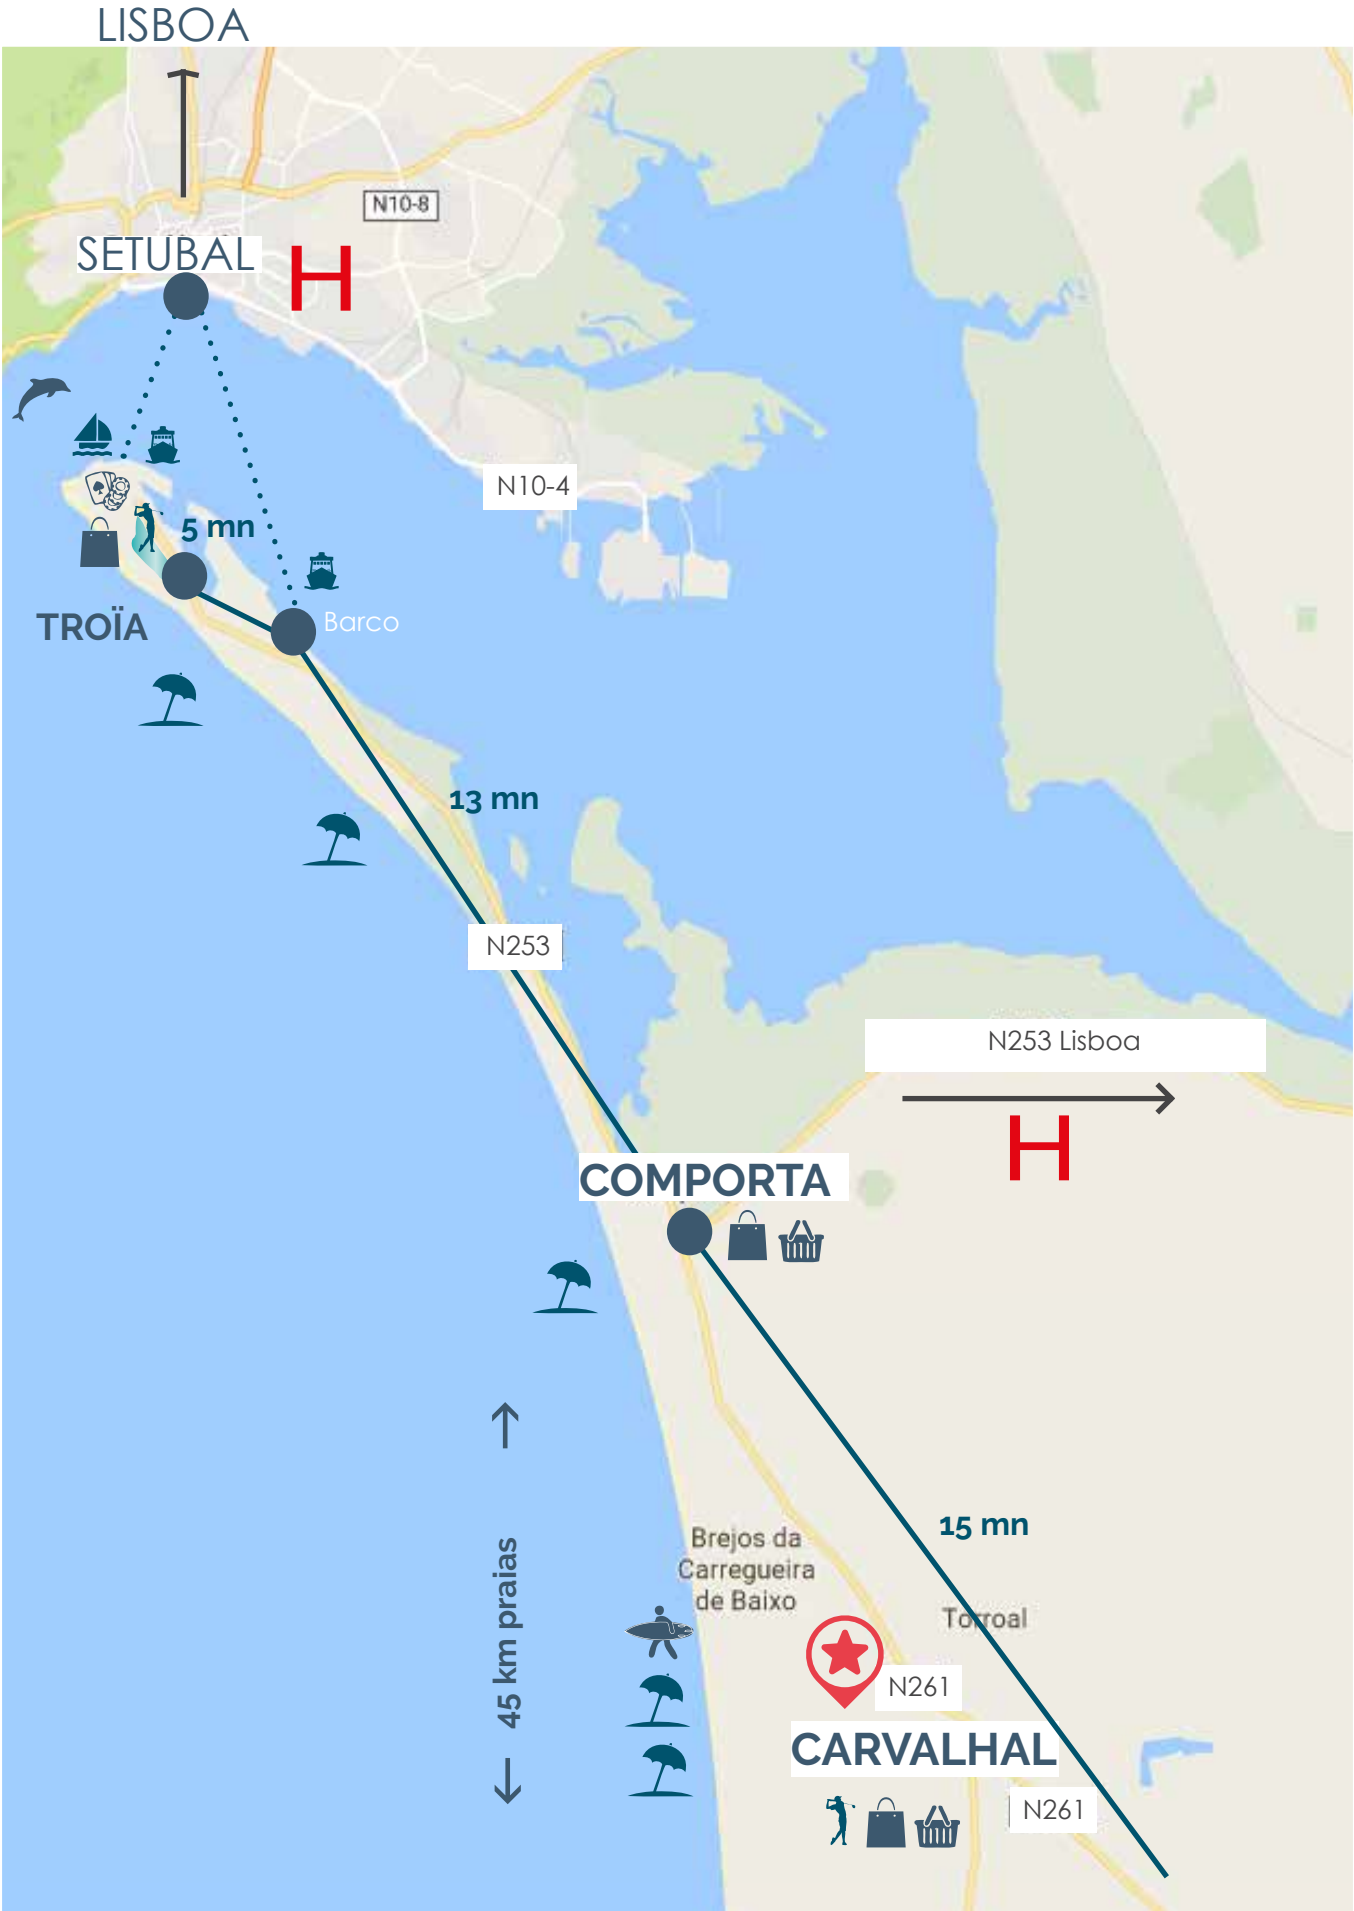 LISBOA
N10-8
SETUBAL
H
N10-4
5 mn
TROÏA
Barco
13 mn
N253
N253 Lisboa
H
COMPORTA
15 mn
45 km praias
Brejos da
Carregueira
de Baixo
Torroal
N261
CARVALHAL
N261